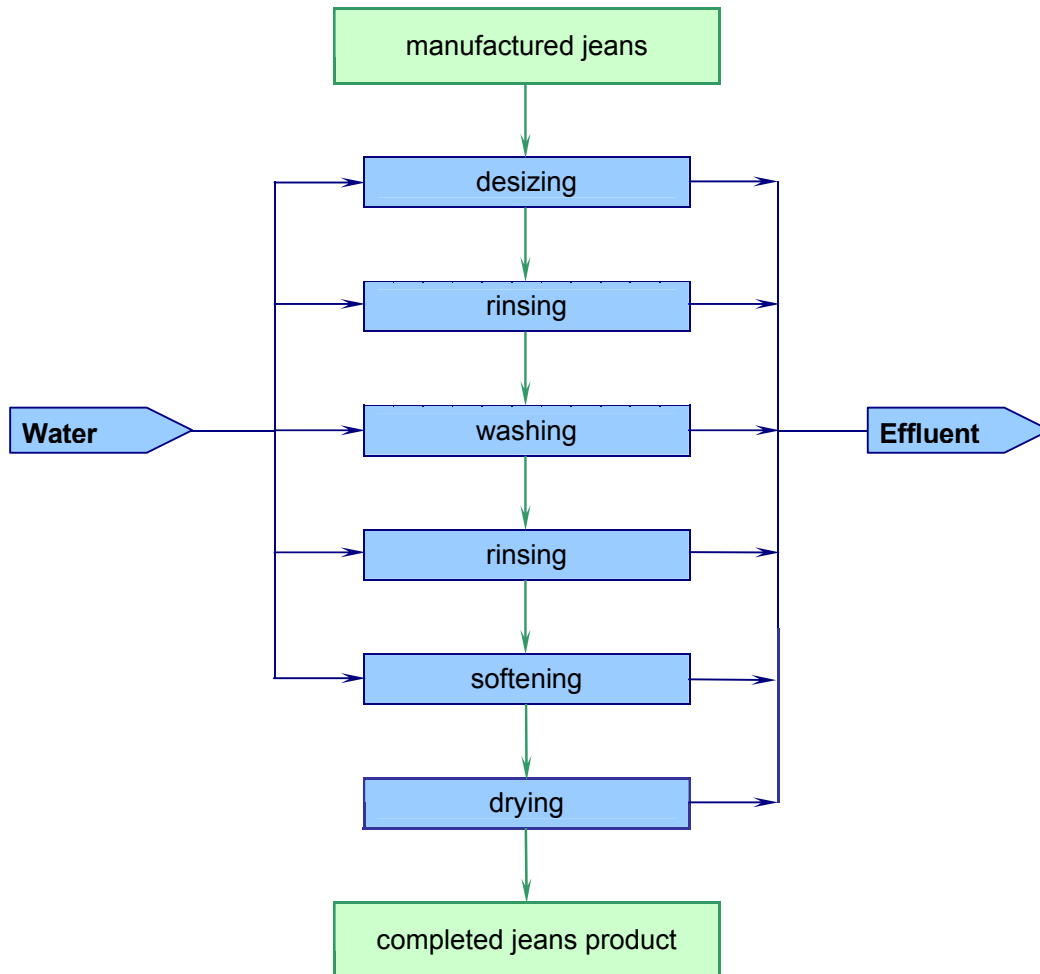 manufactured jeans
desizing
rinsing
washing
Water
Effluent
rinsing
softening
drying
completed jeans product